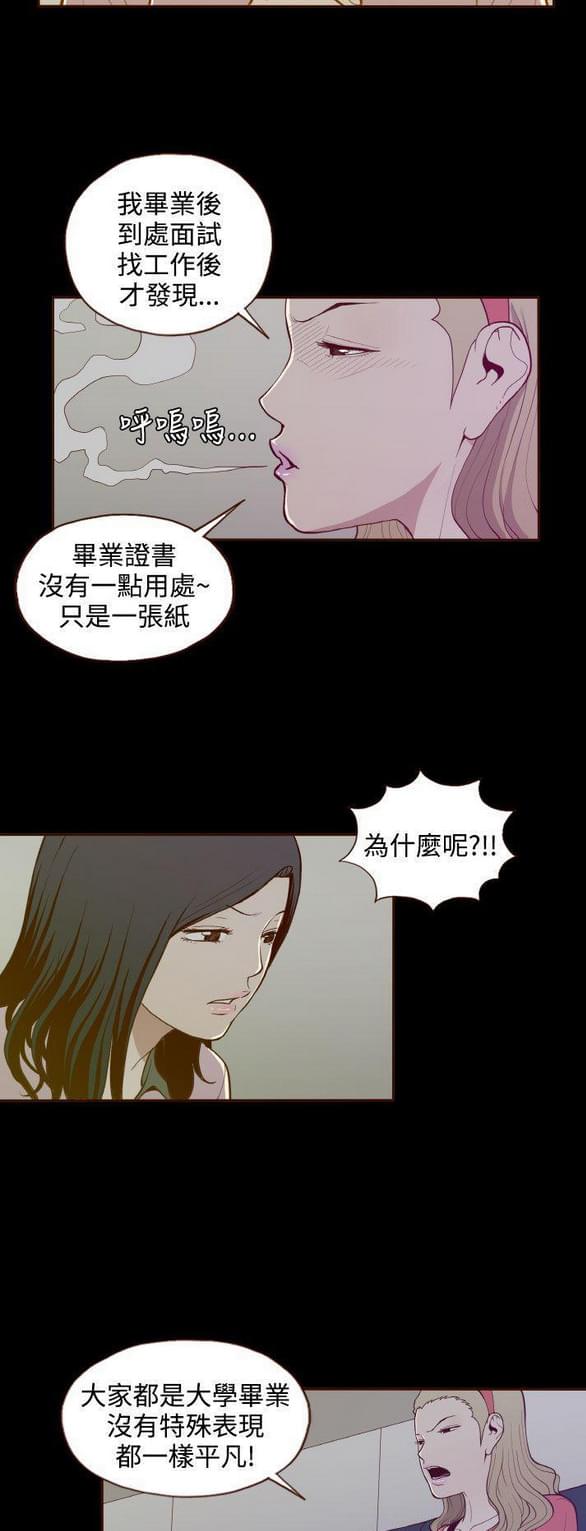 我畢業後
到處面試
找工作後
才發現...
呼嗚嗚...
畢業證書
沒有一點用處~
只是一張紙
為什麼呢?!!
大家都是大學畢業
沒有特殊表現
都一樣平凡!